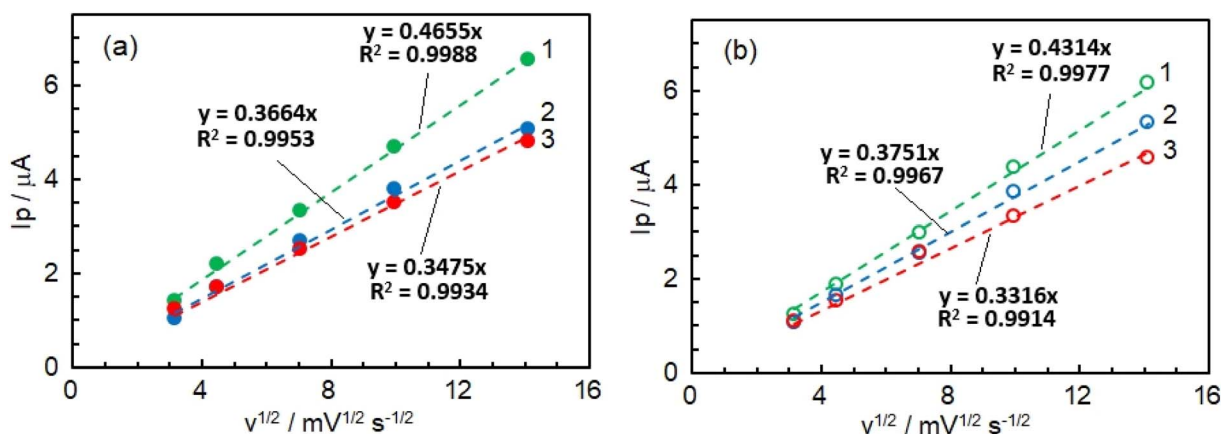 (a)
y = 0.4655x
R² = 0.9988
1
y = 0.3664x
R² = 0.9953
2
3
y = 0.3475x
R² = 0.9934
Ip / μA
6
4
2
0
0 4 8 12 16
v^1/2 / mV^1/2 s^-1/2
(b)
y = 0.4314x
R² = 0.9977
1
y = 0.3751x
R² = 0.9967
2
3
y = 0.3316x
R² = 0.9914
Ip / μA
6
4
2
0
0 4 8 12 16
v^1/2 / mV^1/2 s^-1/2